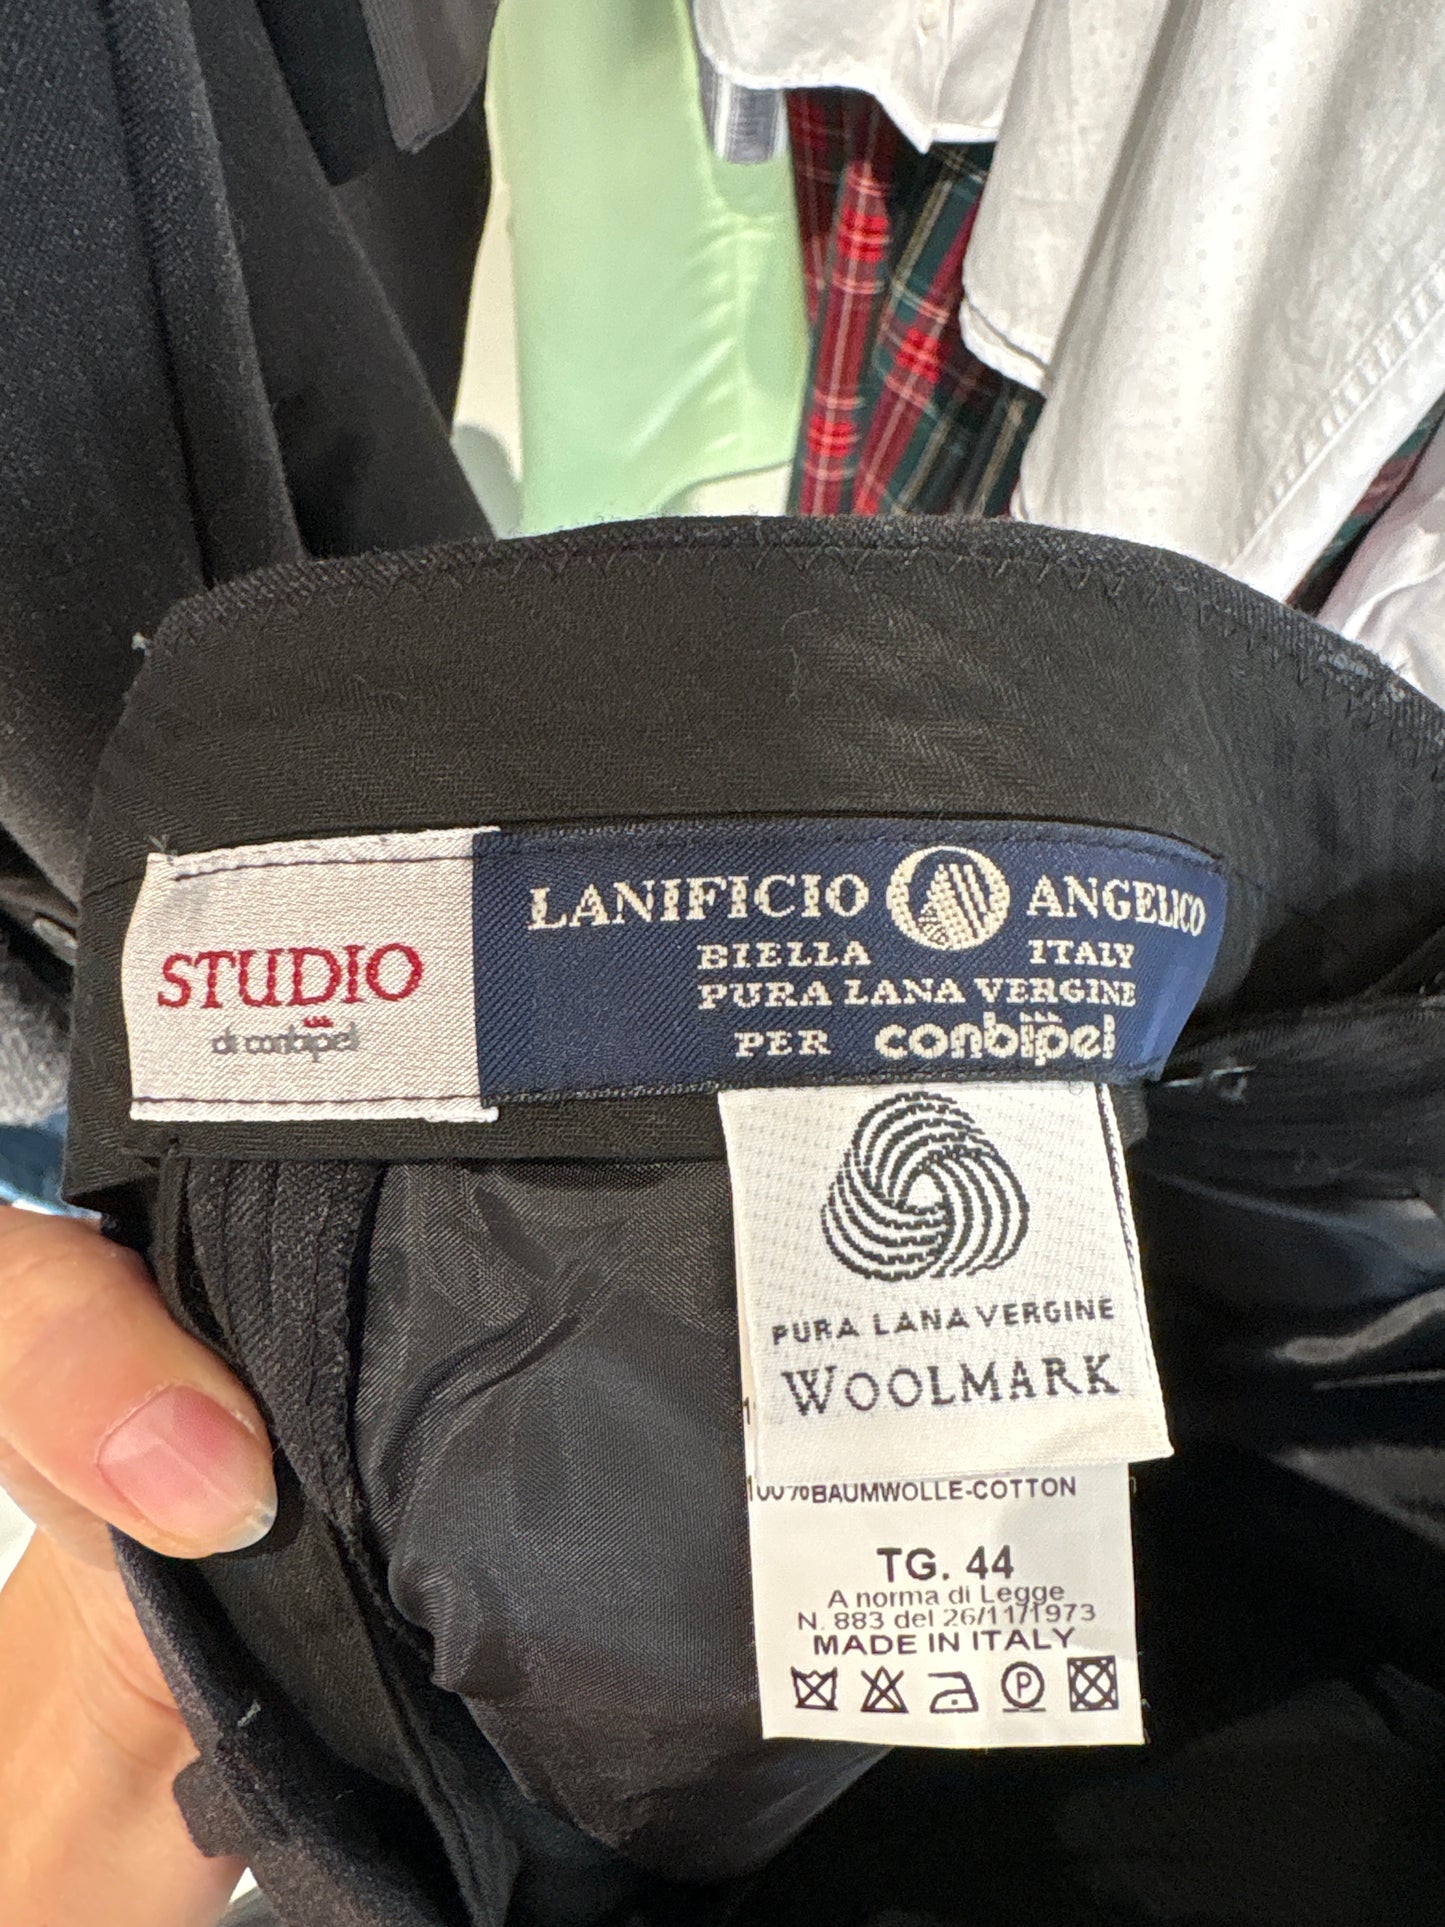 STUDIO
di conbipel
LANIFICIO ANGELICO
BIELLA ITALY
PURA LANA VERGINE
PER conbipel
PURA LANA VERGINE
WOOLMARK
100%BAUMWOLLE-COTTON
TG. 44
A norma di Legge
N. 883 del 26/11/1973
MADE IN ITALY
P